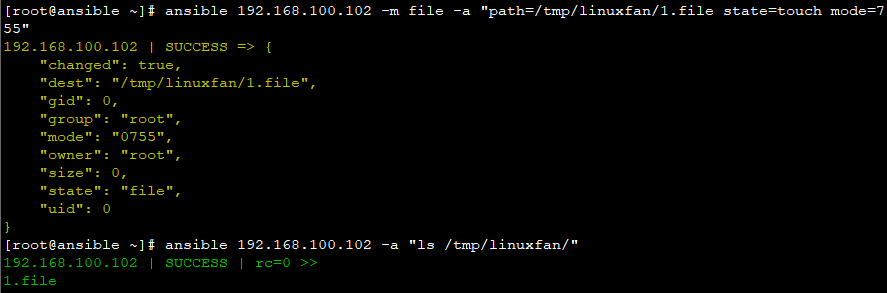 [root@ansible ~]# ansible 192.168.100.102 -m file -a "path=/tmp/linuxfan/1.file state=touch mode=7
55"
192.168.100.102 | SUCCESS => {
    "changed": true,
    "dest": "/tmp/linuxfan/1.file",
    "gid": 0,
    "group": "root",
    "mode": "0755",
    "owner": "root",
    "size": 0,
    "state": "file",
    "uid": 0
}
[root@ansible ~]# ansible 192.168.100.102 -a "ls /tmp/linuxfan/"
192.168.100.102 | SUCCESS | rc=0 >>
1.file